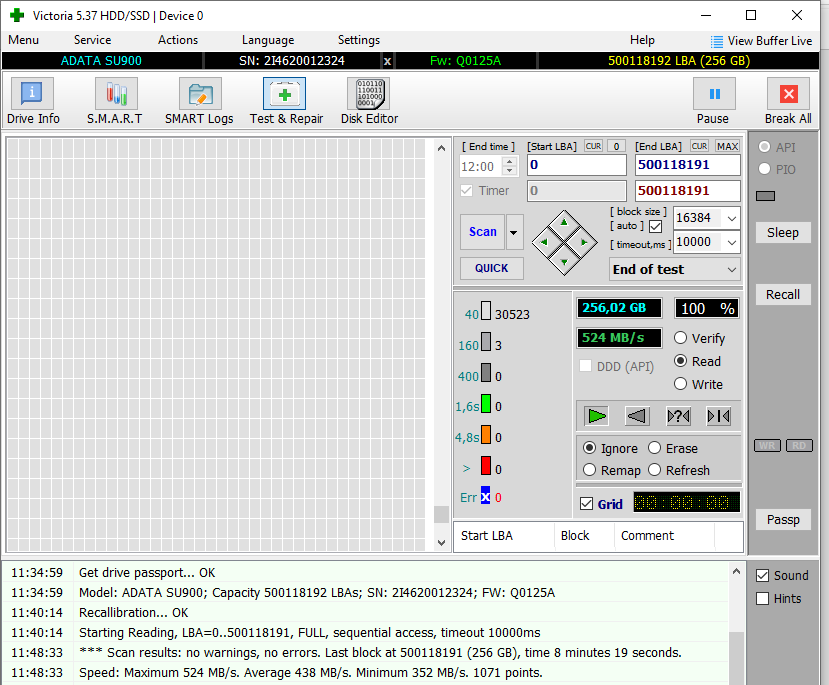 Victoria 5.37 HDD/SSD | Device 0
Menu Service Actions Language Settings Help View Buffer Live
ADATA SU900 SN: 2I4620012324 x Fw: Q0125A 500118192 LBA (256 GB)
Drive Info S.M.A.R.T SMART Logs Test & Repair Disk Editor Pause Break All
[ End time ] [Start LBA] CUR 0 [End LBA] CUR MAX
12:00 0 500118191
Timer 0 500118191
Scan
QUICK
[ block size ] 16384
[ auto ]
[ timeout,ms ] 10000
End of test
40 30523
160 3
400 0
1,6s 0
4,8s 0
> 0
Err x 0
256,02 GB 100 %
524 MB/s Verify
DDD (API) Read
Write
Ignore Erase
Remap Refresh
Grid 00:00:00
Start LBA Block Comment
API
PIO
Sleep
Recall
WR RD
Passp
Sound
Hints
11:34:59 Get drive passport... OK
11:34:59 Model: ADATA SU900; Capacity 500118192 LBAs; SN: 2I4620012324; FW: Q0125A
11:40:14 Recallibration... OK
11:40:14 Starting Reading, LBA=0..500118191, FULL, sequential access, timeout 10000ms
11:48:33 *** Scan results: no warnings, no errors. Last block at 500118191 (256 GB), time 8 minutes 19 seconds.
11:48:33 Speed: Maximum 524 MB/s. Average 438 MB/s. Minimum 352 MB/s. 1071 points.